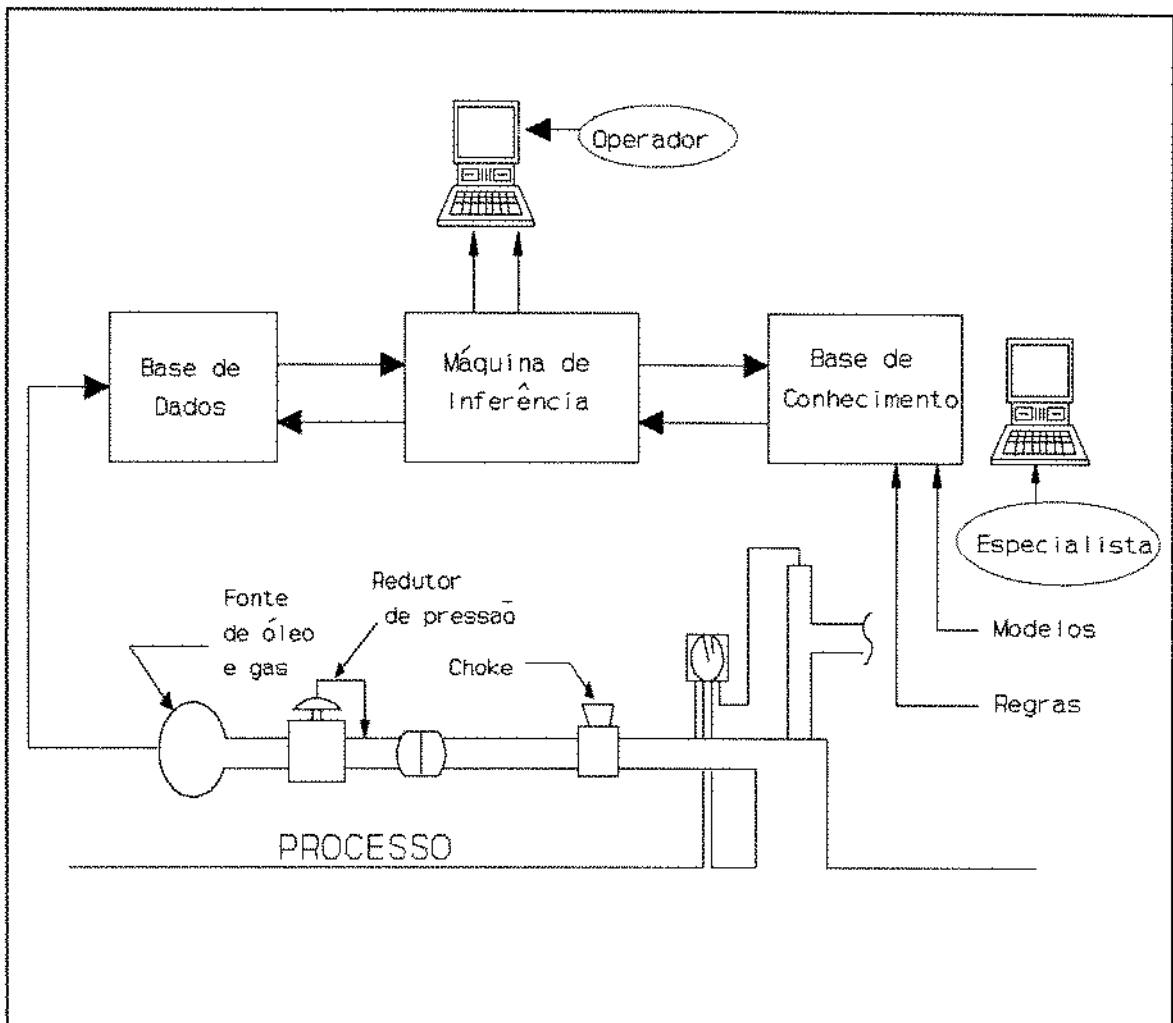 Operador
Base de
Dados
Máquina de
Inferência
Base de
Conhecimento
Especialista
Fonte
de óleo
e gas
Redutor
de pressão
Choke
Modelos
Regras
PROCESSO